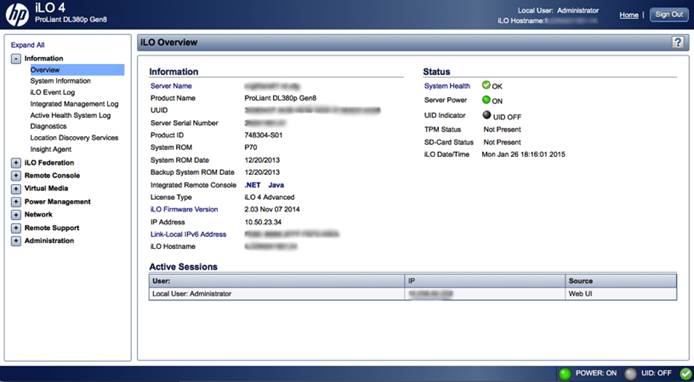 hp
iLO 4
ProLiant DL380p Gen8
Local User: Administrator
iLO Hostname:
Home | Sign Out
Expand All
Information
Overview
System Information
iLO Event Log
Integrated Management Log
Active Health System Log
Diagnostics
Location Discovery Services
Insight Agent
iLO Federation
Remote Console
Virtual Media
Power Management
Network
Remote Support
Administration
iLO Overview
?
Information
Server Name
Product Name ProLiant DL380p Gen8
UUID
Server Serial Number
Product ID 748304-S01
System ROM P70
System ROM Date 12/20/2013
Backup System ROM Date 12/20/2013
Integrated Remote Console .NET Java
License Type iLO 4 Advanced
iLO Firmware Version 2.03 Nov 07 2014
IP Address 10.50.23.34
Link-Local IPv6 Address
iLO Hostname
Status
System Health OK
Server Power ON
UID Indicator UID OFF
TPM Status Not Present
SD-Card Status Not Present
iLO Date/Time Mon Jan 26 18:16:01 2015
Active Sessions
User: IP Source
Local User: Administrator Web UI
POWER: ON UID: OFF